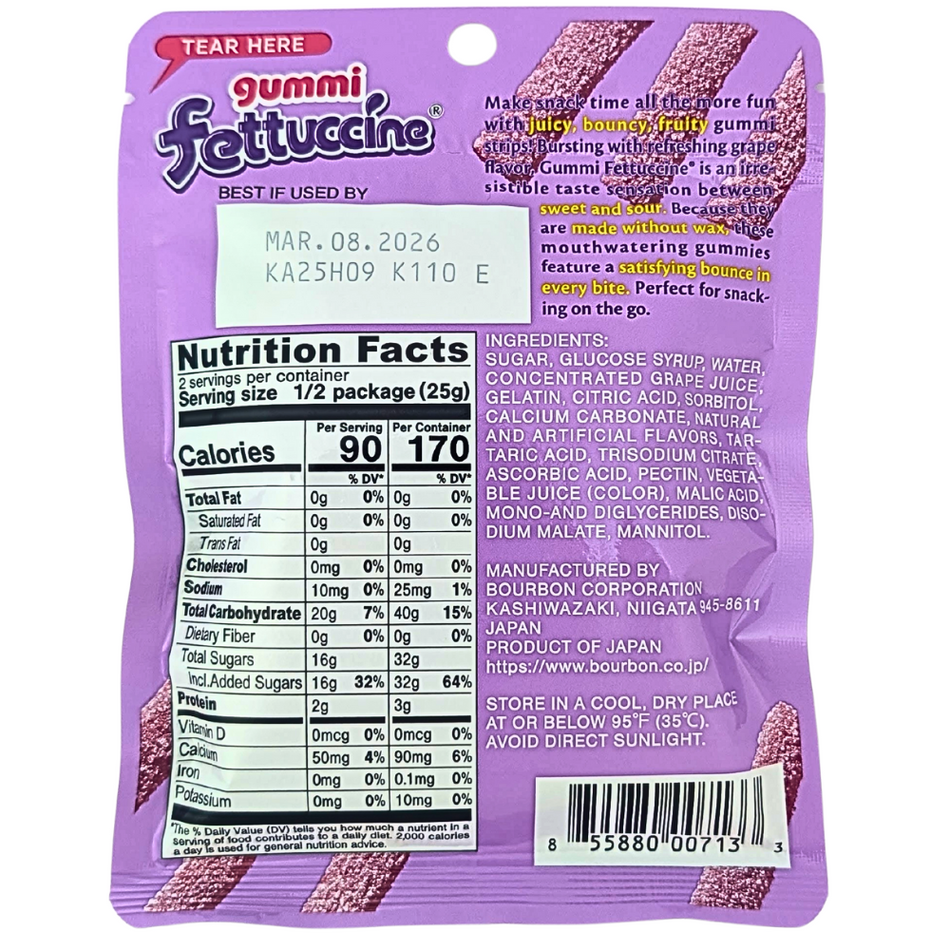 TEAR HERE
gummi
fettuccine®
Make snack time all the more fun
with juicy, bouncy, fruity gummi
strips! Bursting with refreshing grape
flavor, Gummi Fettuccine® is an irre-
sistible taste sensation between
sweet and sour. Because they
are made without wax, these
mouthwatering gummies
feature a satisfying bounce in
every bite. Perfect for snack-
ing on the go.
BEST IF USED BY
MAR.08.2026
KA25H09 K110 E
Nutrition Facts
2 servings per container
Serving size 1/2 package (25g)
Per Serving Per Container
Calories 90 170
% DV* % DV*
Total Fat 0g 0% 0g 0%
Saturated Fat 0g 0% 0g 0%
Trans Fat 0g 0g
Cholesterol 0mg 0% 0mg 0%
Sodium 10mg 0% 25mg 1%
Total Carbohydrate 20g 7% 40g 15%
Dietary Fiber 0g 0% 0g 0%
Total Sugars 16g 32g
Incl.Added Sugars 16g 32% 32g 64%
Protein 2g 3g
Vitamin D 0mcg 0% 0mcg 0%
Calcium 50mg 4% 90mg 6%
Iron 0mg 0% 0.1mg 0%
Potassium 0mg 0% 10mg 0%
*The % Daily Value (DV) tells you how much a nutrient in a
serving of food contributes to a daily diet. 2,000 calories
a day is used for general nutrition advice.
INGREDIENTS:
SUGAR, GLUCOSE SYRUP, WATER,
CONCENTRATED GRAPE JUICE,
GELATIN, CITRIC ACID, SORBITOL,
CALCIUM CARBONATE, NATURAL
AND ARTIFICIAL FLAVORS, TAR-
TARIC ACID, TRISODIUM CITRATE,
ASCORBIC ACID, PECTIN, VEGETA-
BLE JUICE (COLOR), MALIC ACID,
MONO-AND DIGLYCERIDES, DISO-
DIUM MALATE, MANNITOL.
MANUFACTURED BY
BOURBON CORPORATION
KASHIWAZAKI, NIIGATA 945-8611
JAPAN
PRODUCT OF JAPAN
https://www.bourbon.co.jp/
STORE IN A COOL, DRY PLACE
AT OR BELOW 95°F (35℃).
AVOID DIRECT SUNLIGHT.
8 55880 00713 3